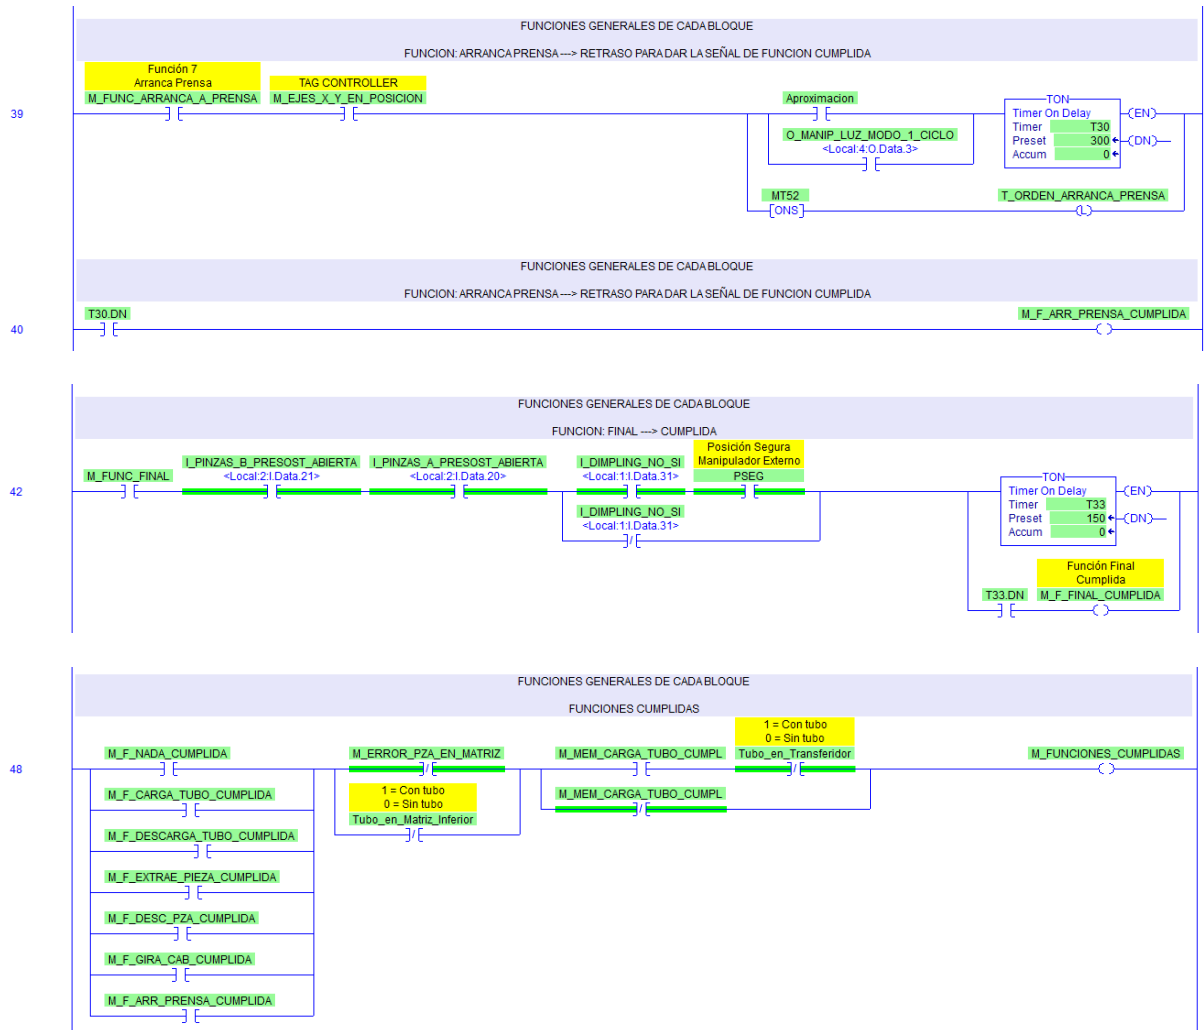 FUNCIONES GENERALES DE CADA BLOQUE
FUNCION: ARRANCA PRENSA ---> RETRASO PARA DAR LA SEÑAL DE FUNCION CUMPLIDA
Función 7
Arranca Prensa
M_FUNC_ARRANCA_A_PRENSA
TAG CONTROLLER
M_EJES_X_Y_EN_POSICION
Aproximacion
O_MANIP_LUZ_MODO_1_CICLO
<Local:4:O.Data.3>
TON
Timer On Delay
Timer T30
Preset 300
Accum 0
EN
DN
39
MT52
ONS
T_ORDEN_ARRANCA_PRENSA
L
FUNCIONES GENERALES DE CADA BLOQUE
FUNCION: ARRANCA PRENSA ---> RETRASO PARA DAR LA SEÑAL DE FUNCION CUMPLIDA
T30.DN
M_F_ARR_PRENSA_CUMPLIDA
40
FUNCIONES GENERALES DE CADA BLOQUE
FUNCION: FINAL ---> CUMPLIDA
M_FUNC_FINAL
I_PINZAS_B_PRESOST_ABIERTA
<Local:2:I.Data.21>
I_PINZAS_A_PRESOST_ABIERTA
<Local:2:I.Data.20>
I_DIMPLING_NO_SI
<Local:1:I.Data.31>
Posición Segura
Manipulador Externo
PSEG
I_DIMPLING_NO_SI
<Local:1:I.Data.31>
TON
Timer On Delay
Timer T33
Preset 150
Accum 0
EN
DN
42
Función Final
Cumplida
T33.DN
M_F_FINAL_CUMPLIDA
FUNCIONES GENERALES DE CADA BLOQUE
FUNCIONES CUMPLIDAS
48
M_F_NADA_CUMPLIDA
M_F_CARGA_TUBO_CUMPLIDA
M_F_DESCARGA_TUBO_CUMPLIDA
M_F_EXTRAE_PIEZA_CUMPLIDA
M_F_DESC_PZA_CUMPLIDA
M_F_GIRA_CAB_CUMPLIDA
M_F_ARR_PRENSA_CUMPLIDA
M_ERROR_PZA_EN_MATRIZ
1 = Con tubo
0 = Sin tubo
Tubo_en_Matriz_Inferior
M_MEM_CARGA_TUBO_CUMPL
1 = Con tubo
0 = Sin tubo
Tubo_en_Transferidor
M_MEM_CARGA_TUBO_CUMPL
M_FUNCIONES_CUMPLIDAS